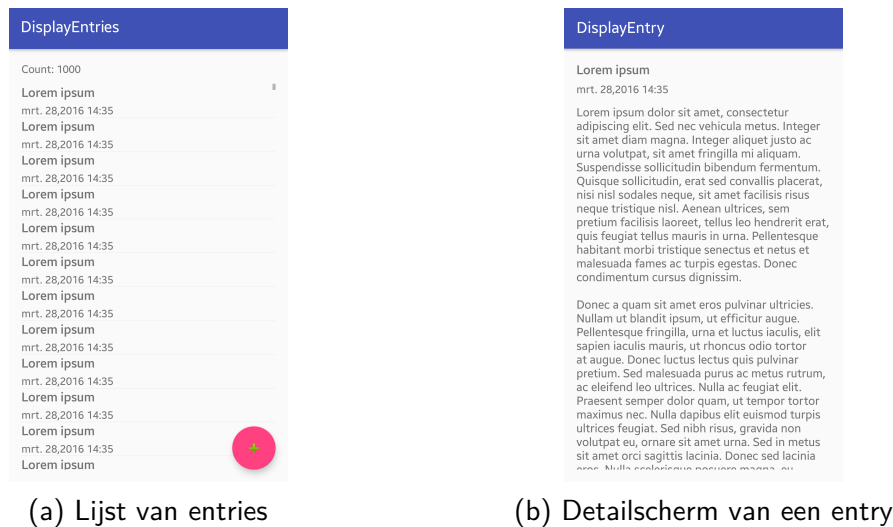 DisplayEntries
Count: 1000
Lorem ipsum
mrt. 28,2016 14:35
Lorem ipsum
mrt. 28,2016 14:35
Lorem ipsum
mrt. 28,2016 14:35
Lorem ipsum
mrt. 28,2016 14:35
Lorem ipsum
mrt. 28,2016 14:35
Lorem ipsum
mrt. 28,2016 14:35
Lorem ipsum
mrt. 28,2016 14:35
Lorem ipsum
mrt. 28,2016 14:35
Lorem ipsum
mrt. 28,2016 14:35
Lorem ipsum
mrt. 28,2016 14:35
Lorem ipsum
mrt. 28,2016 14:35
Lorem ipsum
+
(a) Lijst van entries
DisplayEntry
Lorem ipsum
mrt. 28,2016 14:35
Lorem ipsum dolor sit amet, consectetur
adipiscing elit. Sed nec vehicula metus. Integer
sit amet diam magna. Integer aliquet justo ac
urna volutpat, sit amet fringilla mi aliquam.
Suspendisse sollicitudin bibendum fermentum.
Quisque sollicitudin, erat sed convallis placerat,
nisi nisl sodales neque, sit amet facilisis risus
neque tristique nisl. Aenean ultrices, sem
pretium facilisis laoreet, tellus leo hendrerit erat,
quis feugiat tellus mauris in urna. Pellentesque
habitant morbi tristique senectus et netus et
malesuada fames ac turpis egestas. Donec
condimentum cursus dignissim.
Donec a quam sit amet eros pulvinar ultricies.
Nullam ut blandit ipsum, ut efficitur augue.
Pellentesque fringilla, urna et luctus iaculis, elit
sapien iaculis mauris, ut rhoncus odio tortor
at augue. Donec luctus lectus quis pulvinar
pretium. Sed malesuada purus ac metus rutrum,
ac eleifend leo ultrices. Nulla ac feugiat elit.
Praesent semper dolor quam, ut tempor tortor
maximus nec. Nulla dapibus elit euismod turpis
ultrices feugiat. Sed nibh risus, gravida non
volutpat eu, ornare sit amet urna. Sed in metus
sit amet orci sagittis lacinia. Donec sed lacinia
eros. Nulla scelerisque posuere magna, eu
(b) Detailscherm van een entry